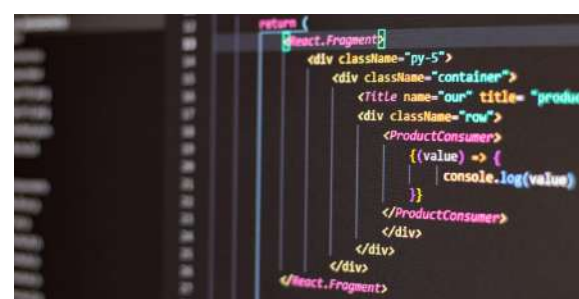 return (
<React.Fragment>
<div className="py-5">
<div className="container">
<Title name="our" title= "produc
<div className="row">
<ProductConsumer>
{(value) => {
console.log(value)
}}
</ProductConsumer>
</div>
</div>
</div>
</React.Fragment>